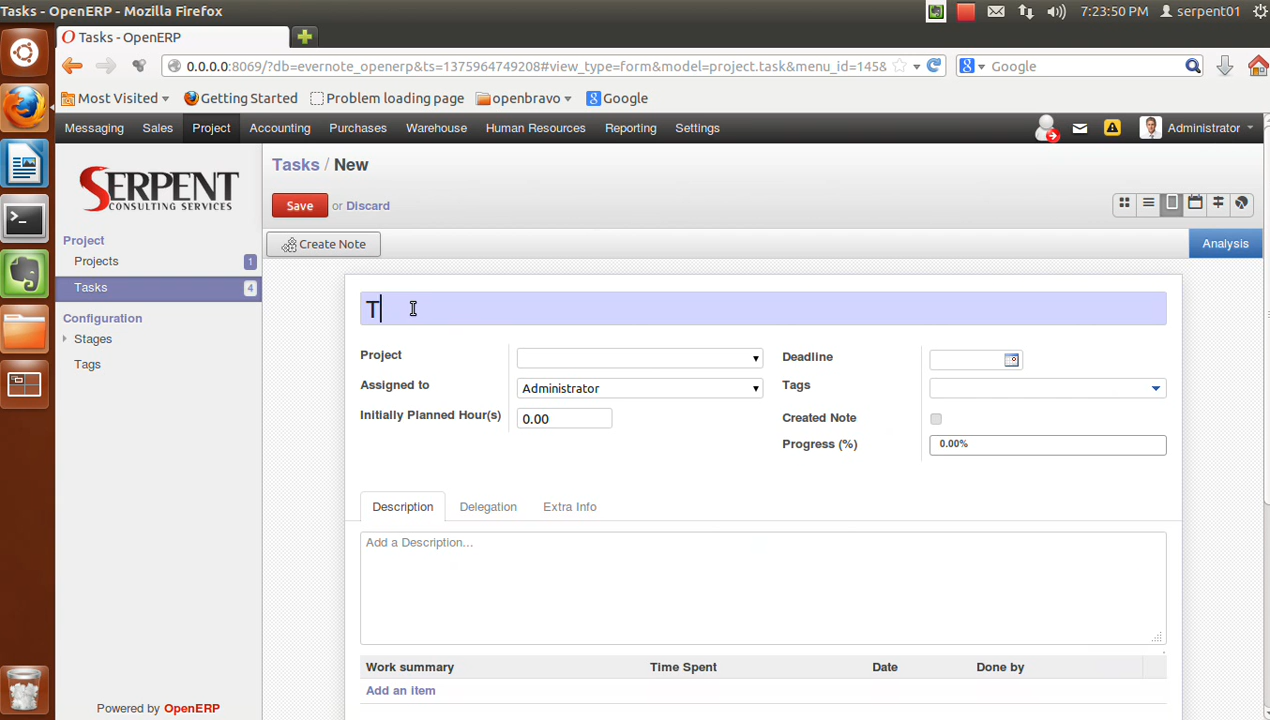 Tasks - OpenERP - Mozilla Firefox
7:23:50 PM serpent01
Tasks - OpenERP
0.0.0.0:8069/?db=evernote_openerp&ts=1375964749208#view_type=form&model=project.task&menu_id=145&
Google
Most Visited Getting Started Problem loading page openbravo Google
Messaging Sales Project Accounting Purchases Warehouse Human Resources Reporting Settings Administrator
SERPENT
CONSULTING SERVICES
Project
Projects 1
Tasks 4
Configuration
Stages
Tags
Powered by OpenERP
Tasks / New
Save or Discard
Create Note
Analysis
T
Project
Assigned to Administrator
Initially Planned Hour(s) 0.00
Deadline
Tags
Created Note
Progress (%) 0.00%
Description Delegation Extra Info
Add a Description...
Work summary Time Spent Date Done by
Add an item